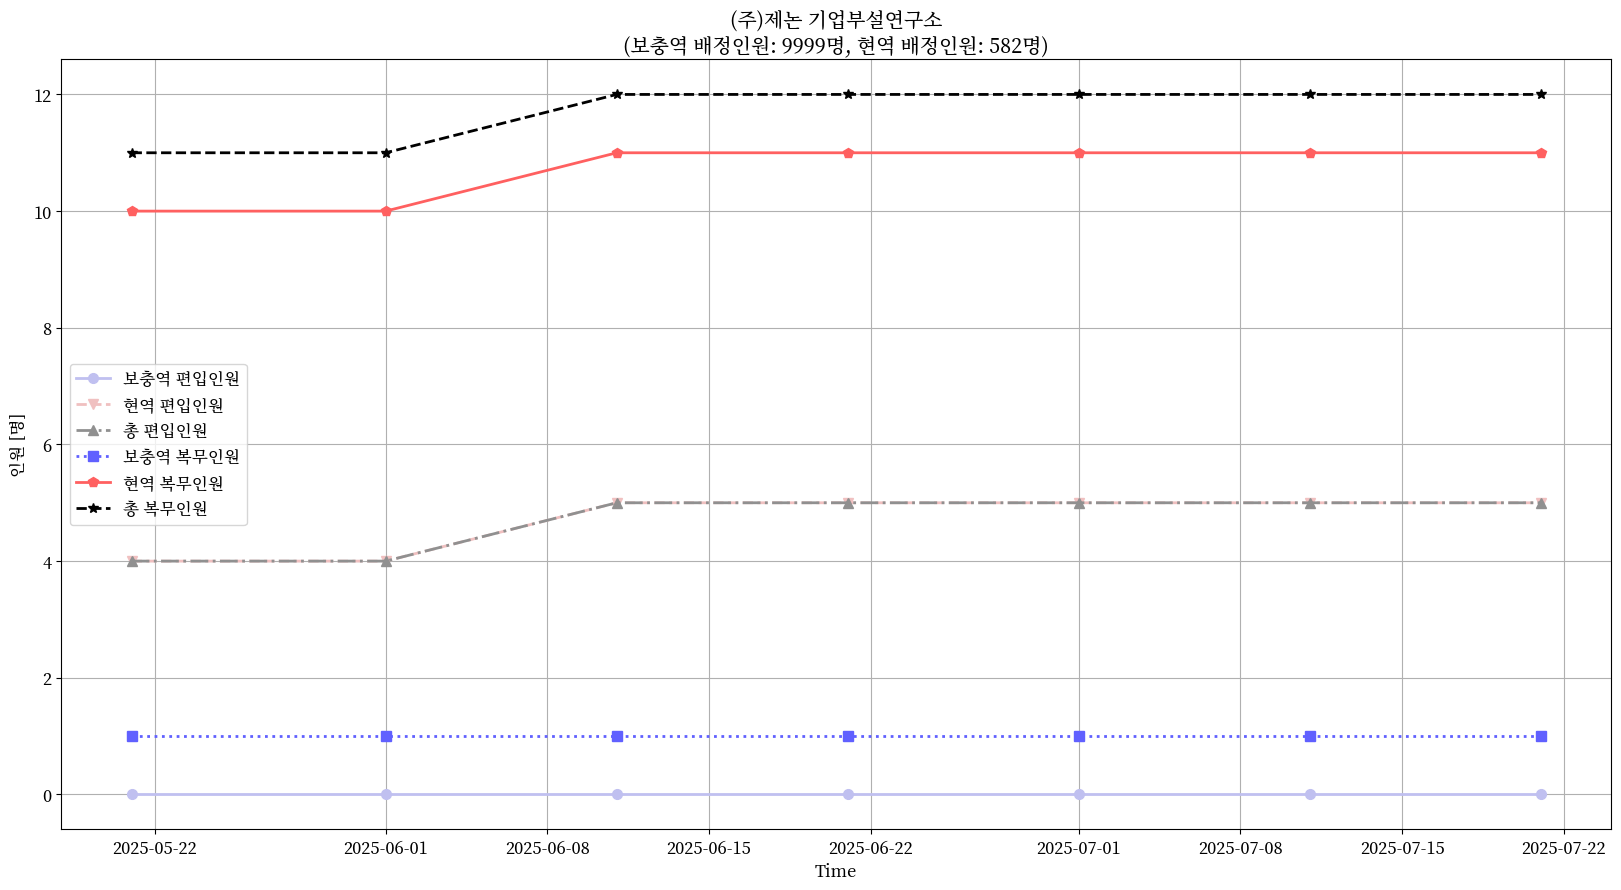 (주)제논 기업부설연구소
(보충역 배정인원: 9999명, 현역 배정인원: 582명)
12
10
8
6
4
2
0
인원 [명]
보충역 편입인원
현역 편입인원
총 편입인원
보충역 복무인원
현역 복무인원
총 복무인원
2025-05-22
2025-06-01
2025-06-08
2025-06-15
2025-06-22
2025-07-01
2025-07-08
2025-07-15
2025-07-22
Time